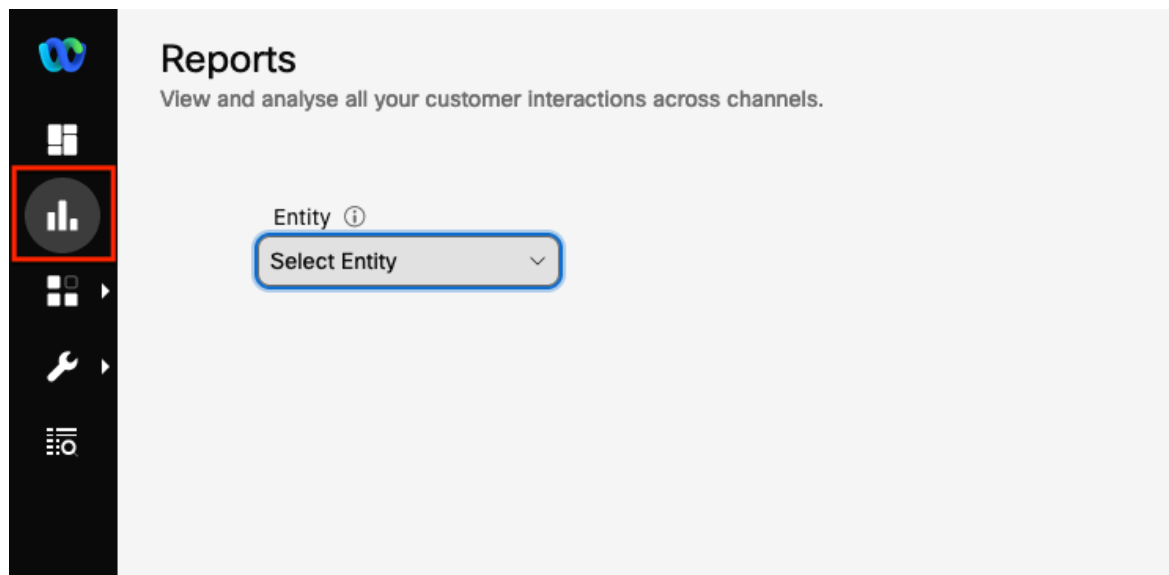 Reports
View and analyse all your customer interactions across channels.
Entity
Select Entity